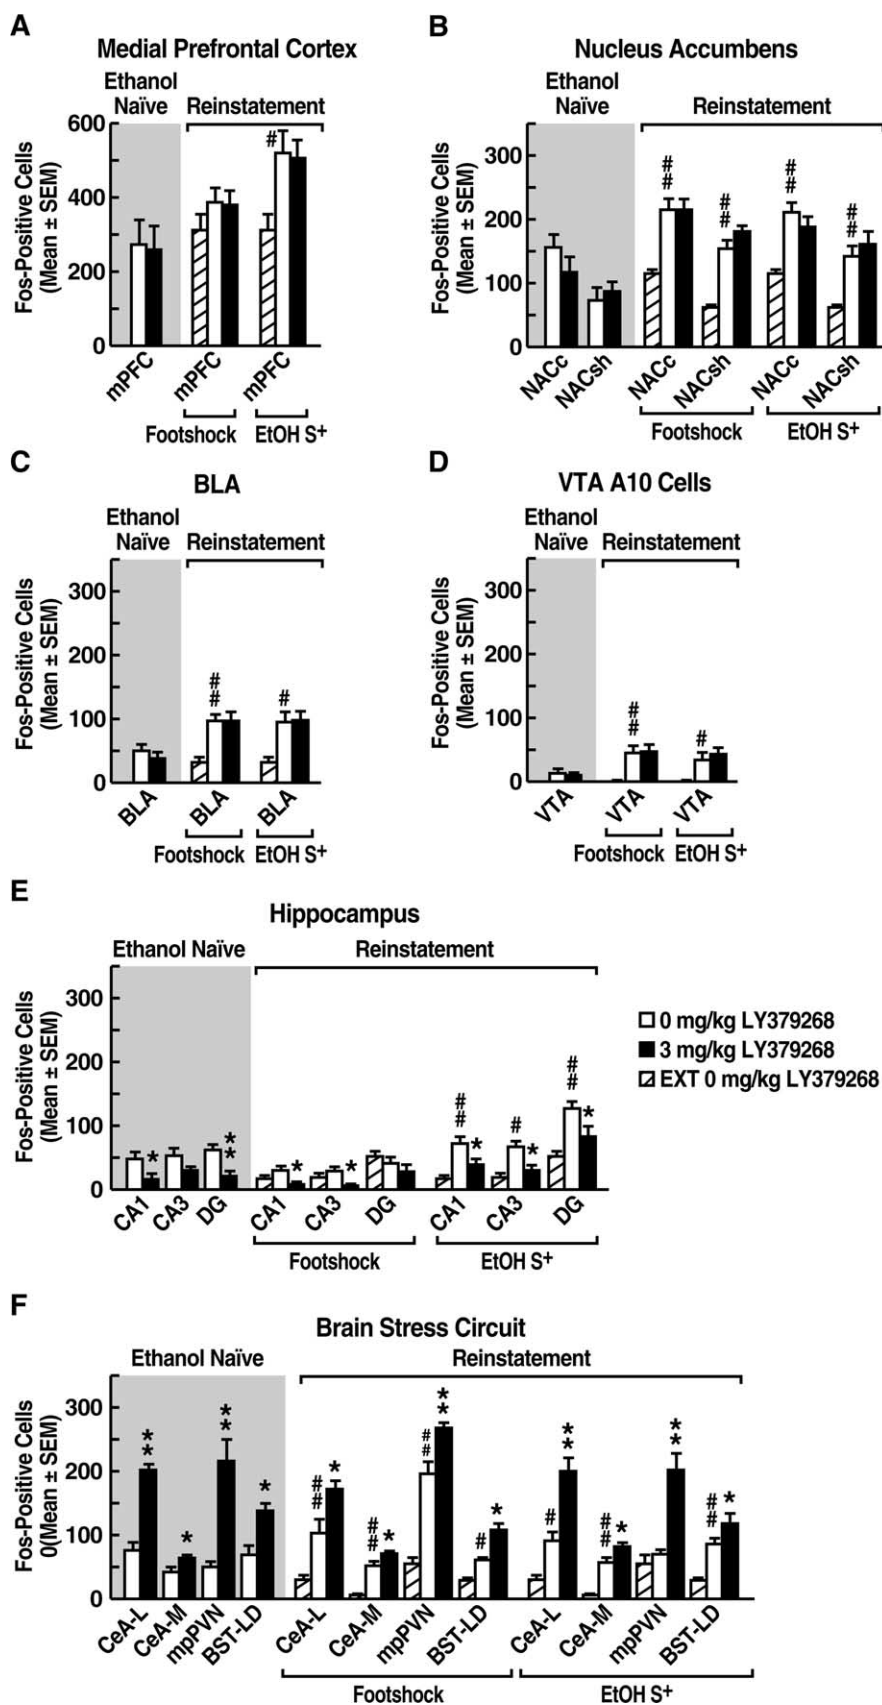 A
Medial Prefrontal Cortex
Ethanol
Naïve
Reinstatement
Fos-Positive Cells
(Mean ± SEM)
600
400
200
0
#
mPFC
mPFC
mPFC
Footshock
EtOH S+
B
Nucleus Accumbens
Ethanol
Naïve
Reinstatement
Fos-Positive Cells
(Mean ± SEM)
300
200
100
0
##
##
##
##
NACc
NACsh
NACc
NACsh
NACc
NACsh
Footshock
EtOH S+
C
BLA
Ethanol
Naïve
Reinstatement
Fos-Positive Cells
(Mean ± SEM)
300
200
100
0
##
#
BLA
BLA
BLA
Footshock
EtOH S+
D
VTA A10 Cells
Ethanol
Naïve
Reinstatement
Fos-Positive Cells
(Mean ± SEM)
300
200
100
0
##
#
VTA
VTA
VTA
Footshock
EtOH S+
E
Hippocampus
Ethanol Naïve
Reinstatement
Fos-Positive Cells
(Mean ± SEM)
300
200
100
0
*
**
*
*
##
*
#
*
##
*
CA1
CA3
DG
CA1
CA3
DG
CA1
CA3
DG
Footshock
EtOH S+
0 mg/kg LY379268
3 mg/kg LY379268
EXT 0 mg/kg LY379268
F
Brain Stress Circuit
Ethanol Naïve
Reinstatement
Fos-Positive Cells
0(Mean ± SEM)
300
200
100
0
**
*
**
*
##
*
##
*
##
**
#
*
#
**
##
*
**
##
*
CeA-L
CeA-M
mpPVN
BST-LD
CeA-L
CeA-M
mpPVN
BST-LD
CeA-L
CeA-M
mpPVN
BST-LD
Footshock
EtOH S+